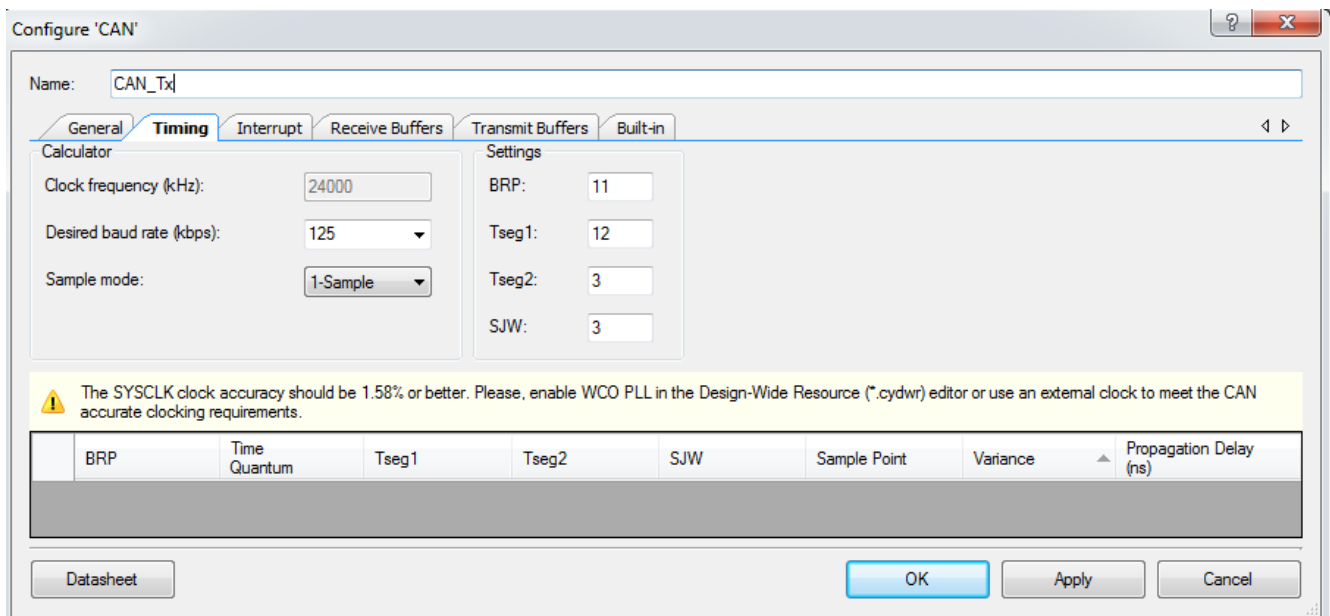 Configure 'CAN'
Name: CAN_Tx
General Timing Interrupt Receive Buffers Transmit Buffers Built-in
Calculator
Clock frequency (kHz): 24000
Desired baud rate (kbps): 125
Sample mode: 1-Sample
Settings
BRP: 11
Tseg1: 12
Tseg2: 3
SJW: 3
The SYSCLK clock accuracy should be 1.58% or better. Please, enable WCO PLL in the Design-Wide Resource (*.cydwr) editor or use an external clock to meet the CAN
accurate clocking requirements.
BRP Time Quantum Tseg1 Tseg2 SJW Sample Point Variance Propagation Delay (ns)
Datasheet OK Apply Cancel